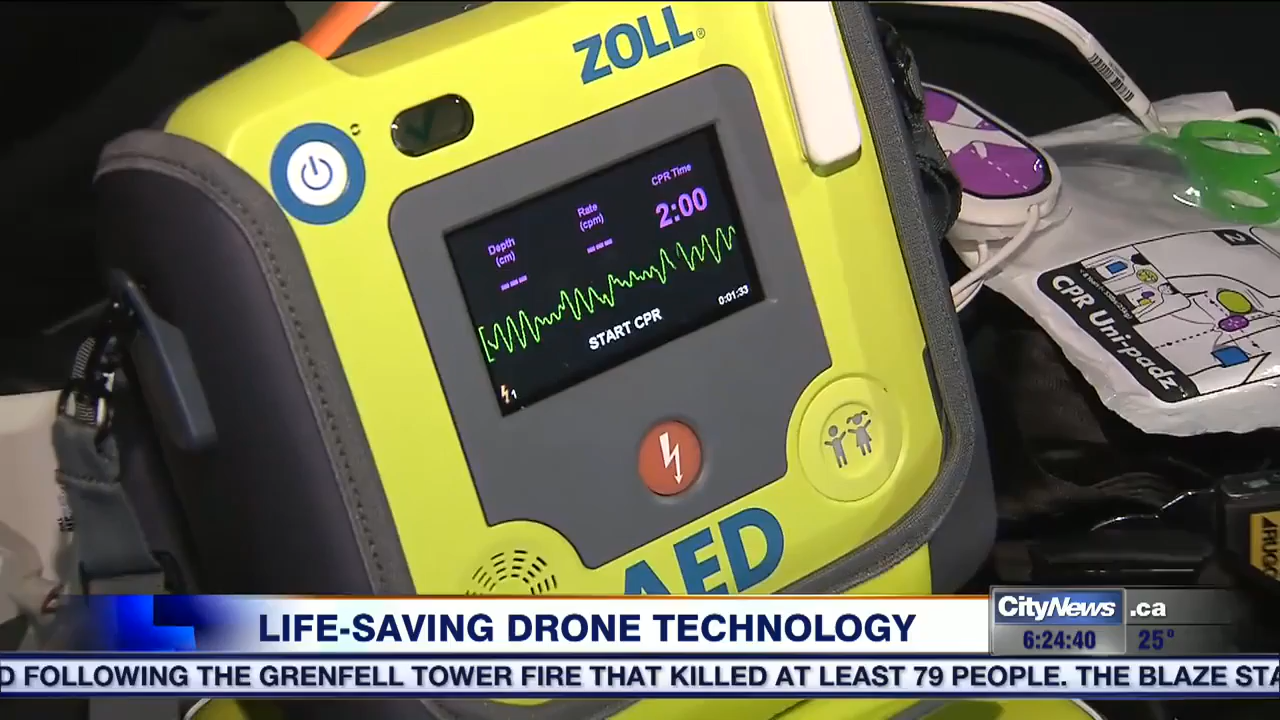 ZOLL®
Depth
(cm)
Rate
(cpm)
CPR Time
2:00
---
---
START CPR
0:01:33
1
AED
2
CPR Uni-padz
LIFE-SAVING DRONE TECHNOLOGY
CityNews .ca
6:24:40 25°
D FOLLOWING THE GRENFELL TOWER FIRE THAT KILLED AT LEAST 79 PEOPLE. THE BLAZE STA